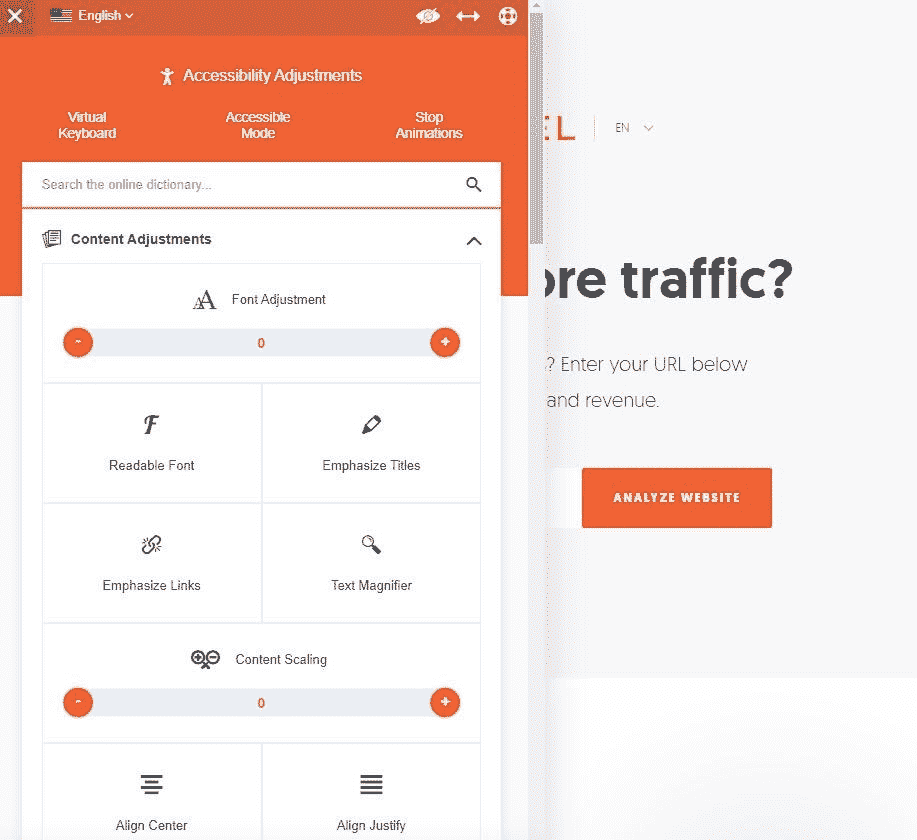 English
Accessibility Adjustments
Virtual Keyboard
Accessible Mode
Stop Animations
Search the online dictionary...
Content Adjustments
Font Adjustment
- 0 +
Readable Font
Emphasize Titles
Emphasize Links
Text Magnifier
Content Scaling
- 0 +
Align Center
Align Justify
EL
EN
ore traffic?
? Enter your URL below
and revenue.
ANALYZE WEBSITE